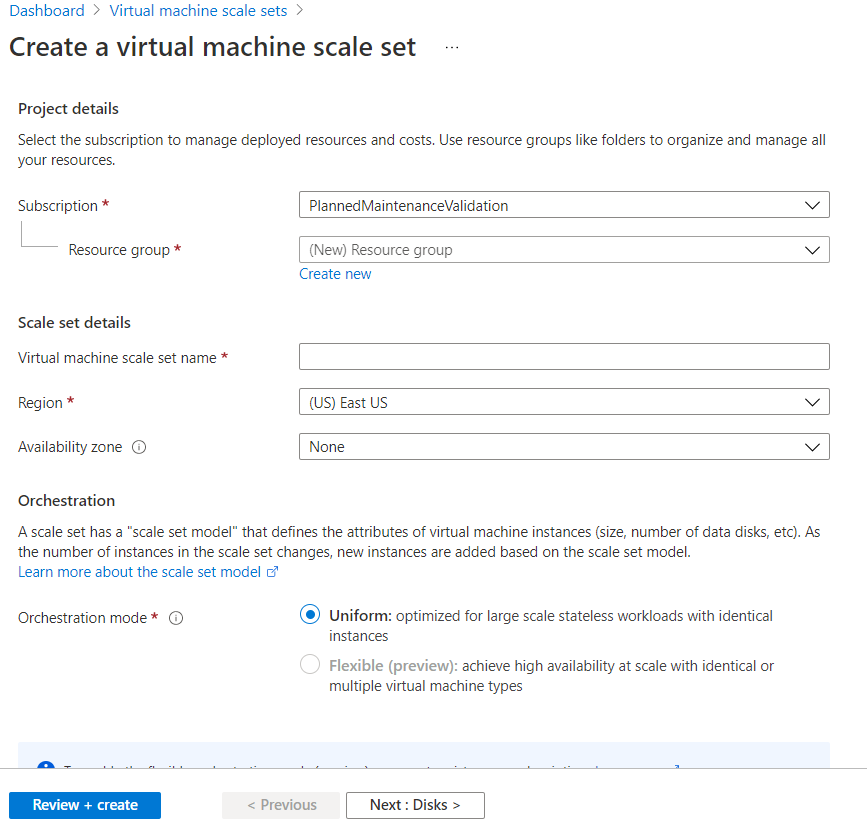 Dashboard > Virtual machine scale sets >
Create a virtual machine scale set ...
Project details
Select the subscription to manage deployed resources and costs. Use resource groups like folders to organize and manage all
your resources.
Subscription * PlannedMaintenanceValidation
Resource group * (New) Resource group
Create new
Scale set details
Virtual machine scale set name *
Region * (US) East US
Availability zone None
Orchestration
A scale set has a "scale set model" that defines the attributes of virtual machine instances (size, number of data disks, etc). As
the number of instances in the scale set changes, new instances are added based on the scale set model.
Learn more about the scale set model
Orchestration mode * Uniform: optimized for large scale stateless workloads with identical
instances
Flexible (preview): achieve high availability at scale with identical or
multiple virtual machine types
Review + create < Previous Next : Disks >